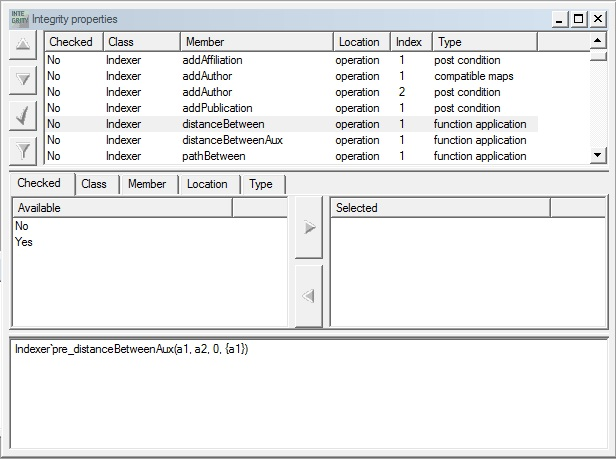 INTE GRITY Integrity properties
Checked Class Member Location Index Type
No Indexer addAffiliation operation 1 post condition
No Indexer addAuthor operation 1 compatible maps
No Indexer addAuthor operation 2 post condition
No Indexer addPublication operation 1 post condition
No Indexer distanceBetween operation 1 function application
No Indexer distanceBetweenAux operation 1 function application
No Indexer pathBetween operation 1 function application
Checked Class Member Location Type
Available Selected
No
Yes
Indexer`pre_distanceBetweenAux(a1, a2, 0, {a1})